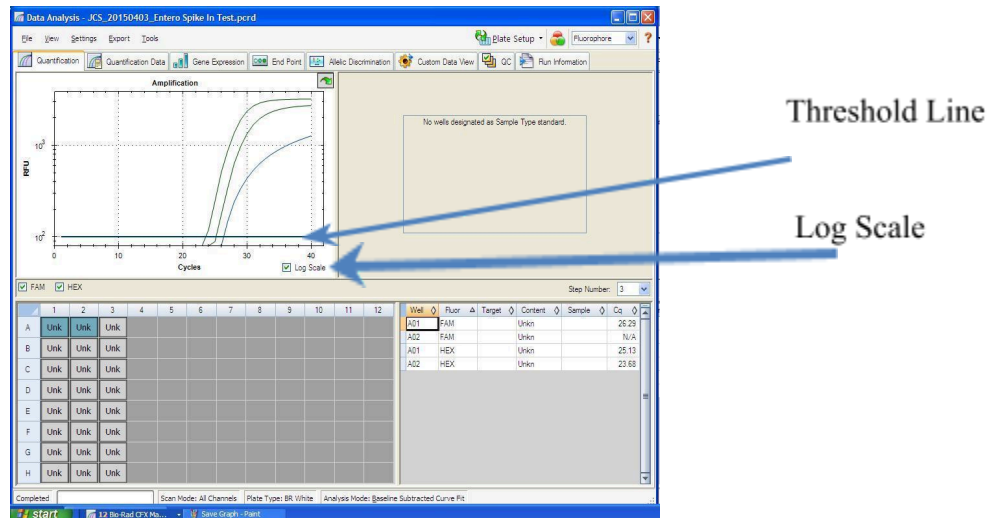 Data Analysis - JCS_20150403_Entero Spike In Test.pcrd
File View Settings Export Tools Plate Setup Fluorophore ?
Quantification Quantification Data Gene Expression End Point Allelic Discrimination Custom Data View QC Run Information
Amplification
RFU
10³
10²
0 10 20 30 40
Cycles
Log Scale
No wells designated as Sample Type standard.
Threshold Line
Log Scale
FAM HEX Step Number: 3
1 2 3 4 5 6 7 8 9 10 11 12
A Unk Unk Unk
B Unk Unk Unk
C Unk Unk Unk
D Unk Unk Unk
E Unk Unk Unk
F Unk Unk Unk
G Unk Unk Unk
H Unk Unk Unk
Well Fluor Target Content Sample Cq
A01 FAM Unkn 26.29
A02 FAM Unkn N/A
A01 HEX Unkn 25.13
A02 HEX Unkn 23.68
Completed Scan Mode: All Channels Plate Type: BR White Analysis Mode: Baseline Subtracted Curve Fit
start 12 Bio-Rad CFX Ma... Save Graph - Paint